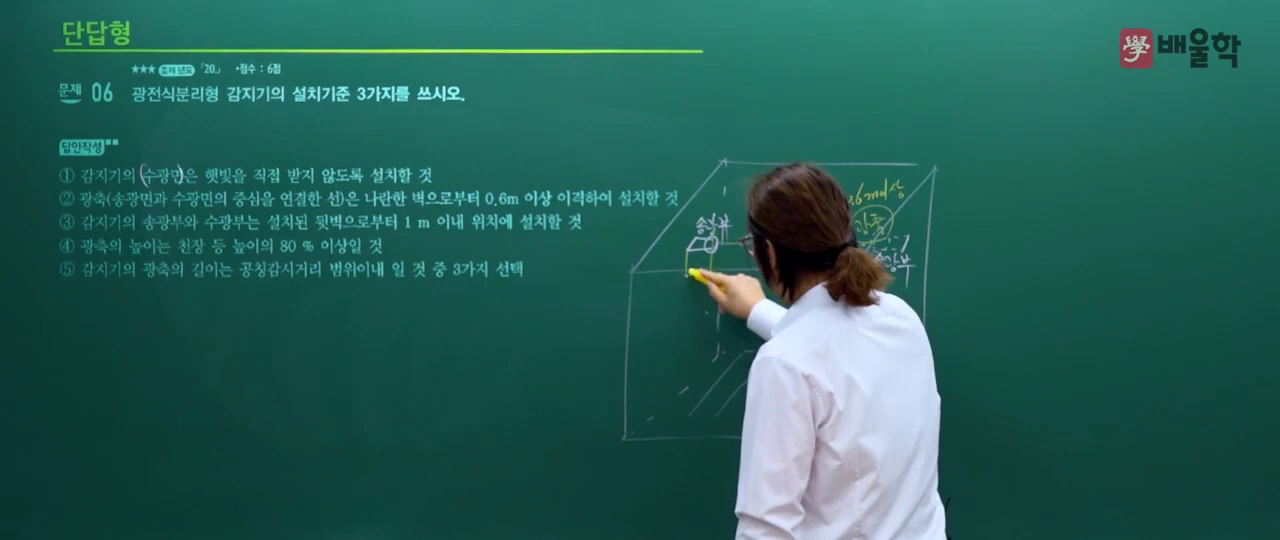 단답형
學 배울학
★★★ 출제년도 「20.」 •점수 : 6점
문제 06 광전식분리형 감지기의 설치기준 3가지를 쓰시오.
답안작성
① 감지기의 (수광면)은 햇빛을 직접 받지 않도록 설치할 것
② 광축(송광면과 수광면의 중심을 연결한 선)은 나란한 벽으로부터 0.6m 이상 이격하여 설치할 것
③ 감지기의 송광부와 수광부는 설치된 뒷벽으로부터 1 m 이내 위치에 설치할 것
④ 광축의 높이는 천장 등 높이의 80 % 이상일 것
⑤ 감지기의 광축의 길이는 공칭감시거리 범위이내 일 것 중 3가지 선택
송광부
광축
수광부